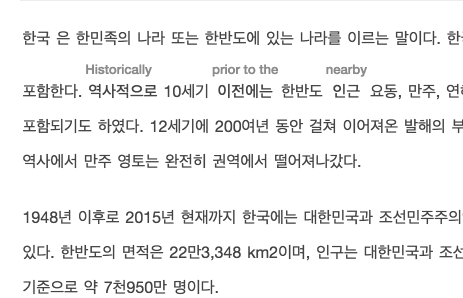 한국 은 한민족의 나라 또는 한반도에 있는 나라를 이르는 말이다. 한
Historically prior to the nearby
포함한다. 역사적으로 10세기 이전에는 한반도 인근 요동, 만주,
포함되기도 하였다. 12세기에 200여년 동안 걸쳐 이어져온 발해의 부
역사에서 만주 영토는 완전히 권역에서 떨어져나갔다.
1948년 이후로 2015년 현재까지 한국에는 대한민국과 조선민주주의
있다. 한반도의 면적은 22만3,348 km2이며, 인구는 대한민국과 조선
기준으로 약 7천950만 명이다.